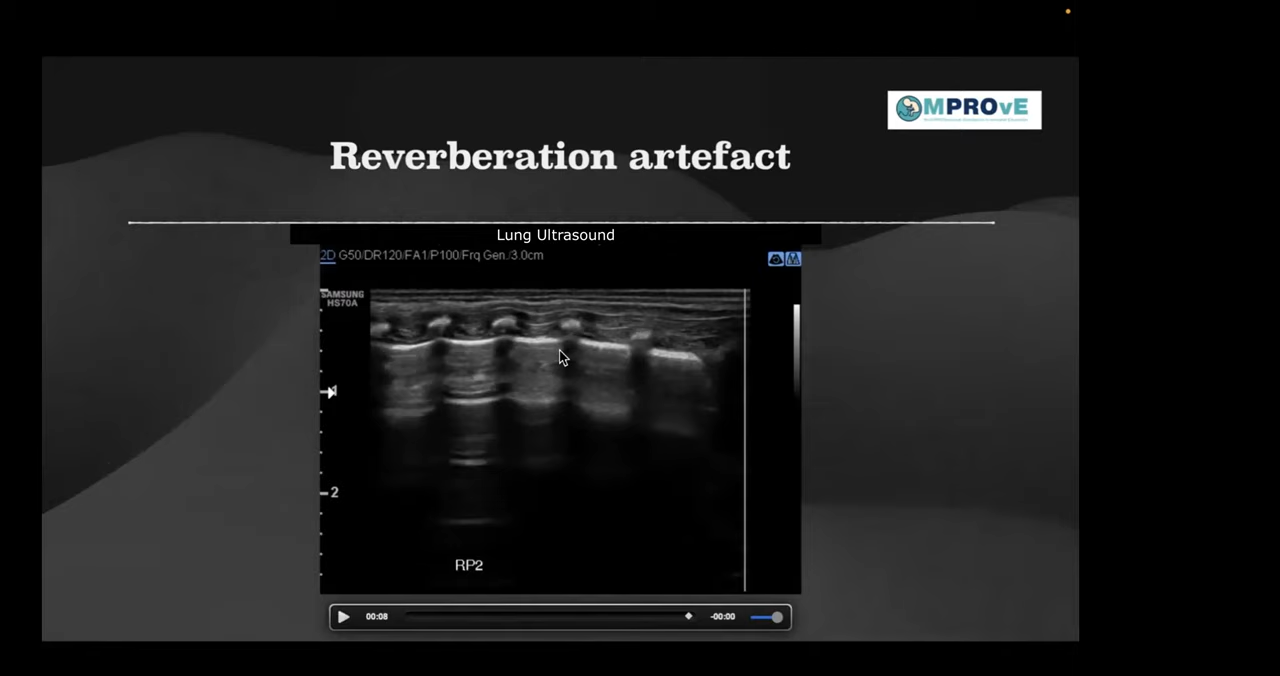 MPROvE
Reverberation artefact
Lung Ultrasound
2D G50/DR120/FA1/P100/Frq Gen./3.0cm
SAMSUNG
HS70A
2
RP2
00:08
-00:00